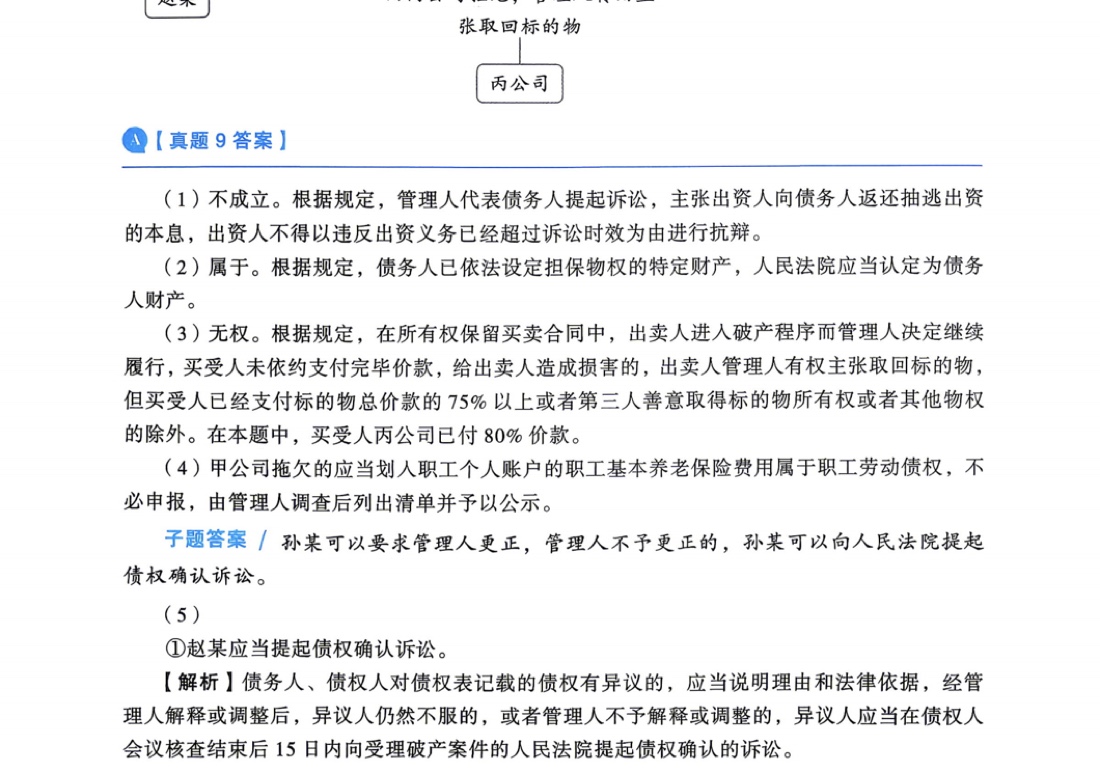 张取回标的物
丙公司
A【真题 9 答案】
（1）不成立。根据规定，管理人代表债务人提起诉讼，主张出资人向债务人返还抽逃出资
的本息，出资人不得以违反出资义务已经超过诉讼时效为由进行抗辩。
（2）属于。根据规定，债务人已依法设定担保物权的特定财产，人民法院应当认定为债务
人财产。
（3）无权。根据规定，在所有权保留买卖合同中，出卖人进入破产程序而管理人决定继续
履行，买受人未依约支付完毕价款，给出卖人造成损害的，出卖人管理人有权主张取回标的物，
但买受人已经支付标的物总价款的 75% 以上或者第三人善意取得标的物所有权或者其他物权
的除外。在本题中，买受人丙公司已付 80% 价款。
（4）甲公司拖欠的应当划入职工个人账户的职工基本养老保险费用属于职工劳动债权，不
必申报，由管理人调查后列出清单并予以公示。
子题答案 / 孙某可以要求管理人更正，管理人不予更正的，孙某可以向人民法院提起
债权确认诉讼。
（5）
①赵某应当提起债权确认诉讼。
【解析】债务人、债权人对债权表记载的债权有异议的，应当说明理由和法律依据，经管
理人解释或调整后，异议人仍然不服的，或者管理人不予解释或调整的，异议人应当在债权人
会议核查结束后 15 日内向受理破产案件的人民法院提起债权确认的诉讼。